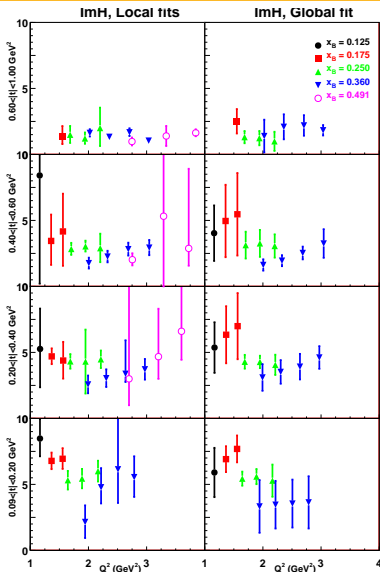 ImH, Local fits
ImH, Global fit
x_B = 0.125
x_B = 0.175
x_B = 0.250
x_B = 0.360
x_B = 0.491
0.60<|t|<1.00 GeV²
10
5
0.40<|t|<0.60 GeV²
10
5
0.20<|t|<0.40 GeV²
10
5
0.09<|t|<0.20 GeV²
10
5
0
1 2 3 1 2 3 4
Q² (GeV²) Q² (GeV²)